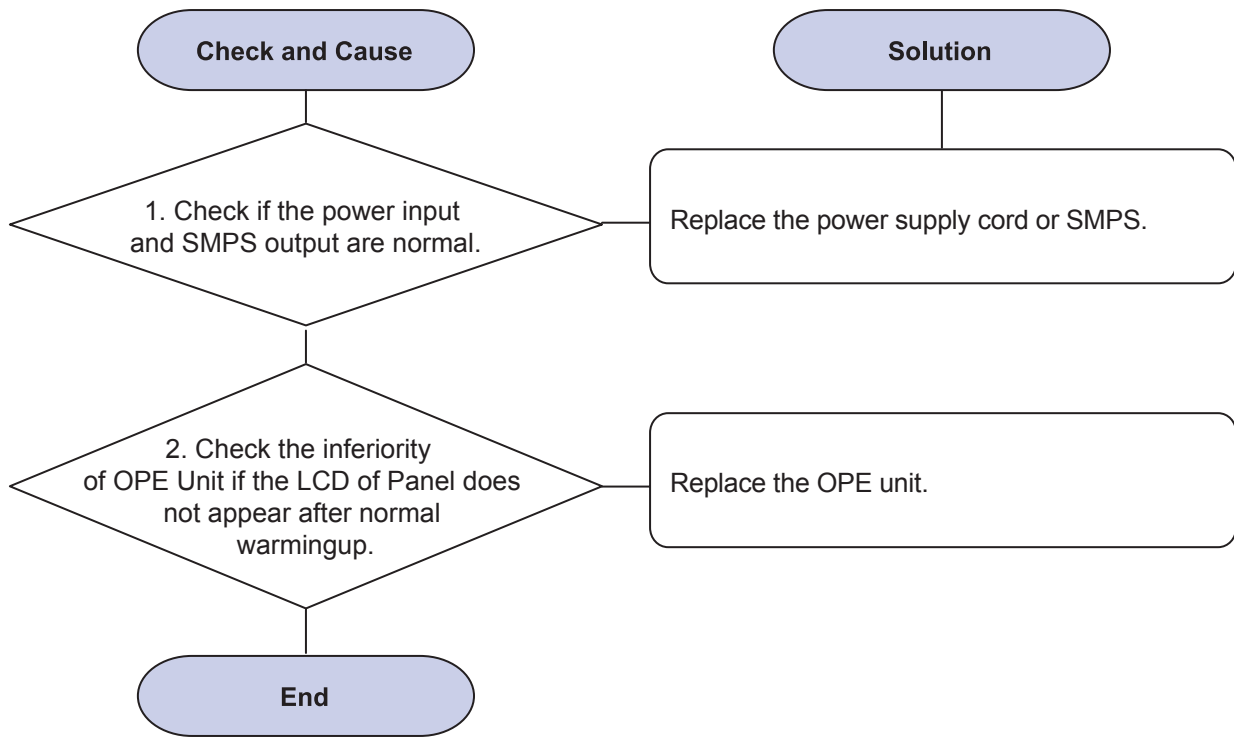 Check and Cause
Solution
1. Check if the power input
and SMPS output are normal.
Replace the power supply cord or SMPS.
2. Check the inferiority
of OPE Unit if the LCD of Panel does
not appear after normal
warmingup.
Replace the OPE unit.
End